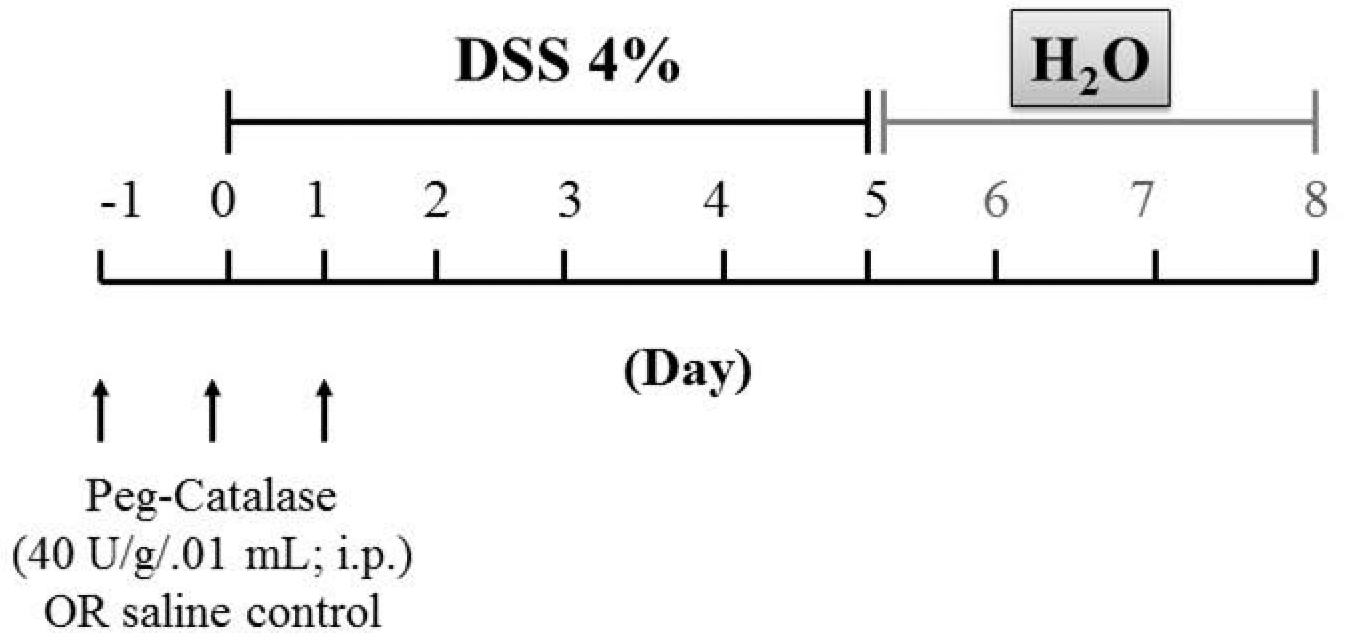 DSS 4%
H₂O
-1 0 1 2 3 4 5 6 7 8
(Day)
Peg-Catalase
(40 U/g/.01 mL; i.p.)
OR saline control